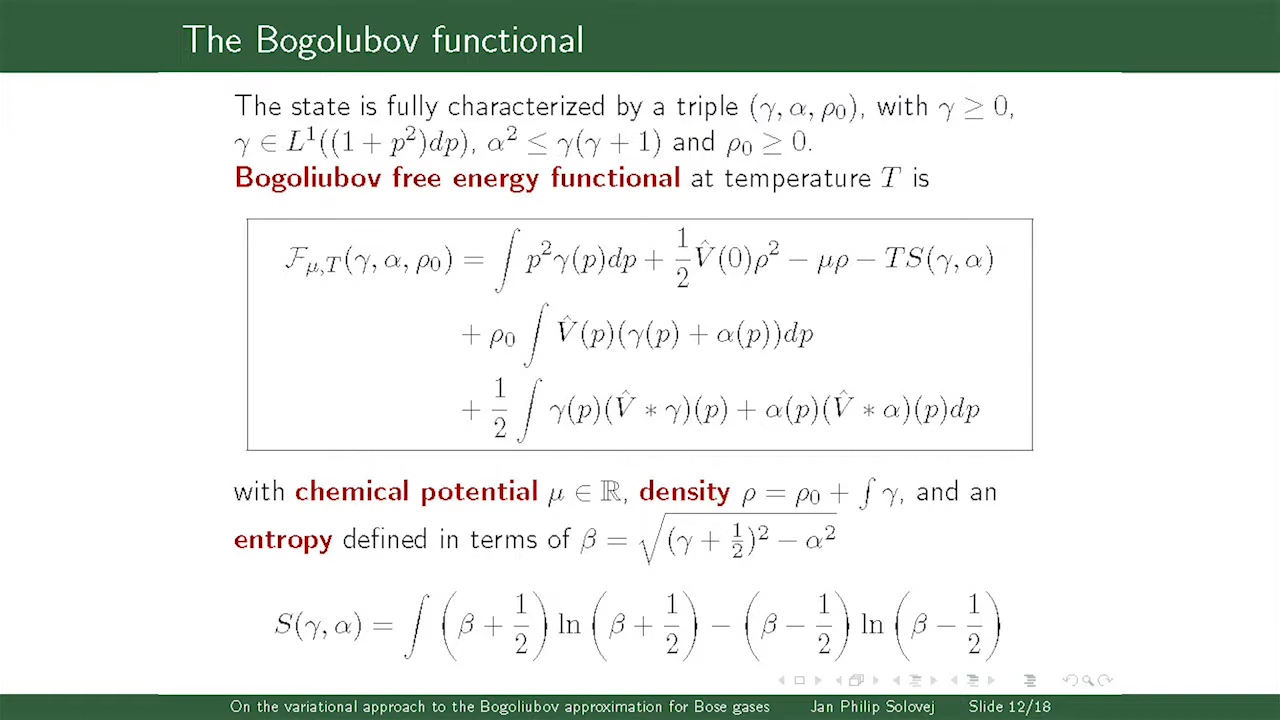 The Bogolubov functional
The state is fully characterized by a triple (γ, α, ρ₀), with γ ≥ 0,
γ ∈ L¹((1 + p²)dp), α² ≤ γ(γ + 1) and ρ₀ ≥ 0.
Bogoliubov free energy functional at temperature T is
ℱ_{μ,T}(γ, α, ρ₀) = ∫ p²γ(p)dp + 1/2 V̂(0)ρ² − μρ − TS(γ, α)
+ ρ₀ ∫ V̂(p)(γ(p) + α(p))dp
+ 1/2 ∫ γ(p)(V̂ ∗ γ)(p) + α(p)(V̂ ∗ α)(p)dp
with chemical potential μ ∈ ℝ, density ρ = ρ₀ + ∫ γ, and an
entropy defined in terms of β = √((γ + 1/2)² − α²)
S(γ, α) = ∫ (β + 1/2) ln (β + 1/2) − (β − 1/2) ln (β − 1/2)
On the variational approach to the Bogoliubov approximation for Bose gases Jan Philip Solovej Slide 12/18